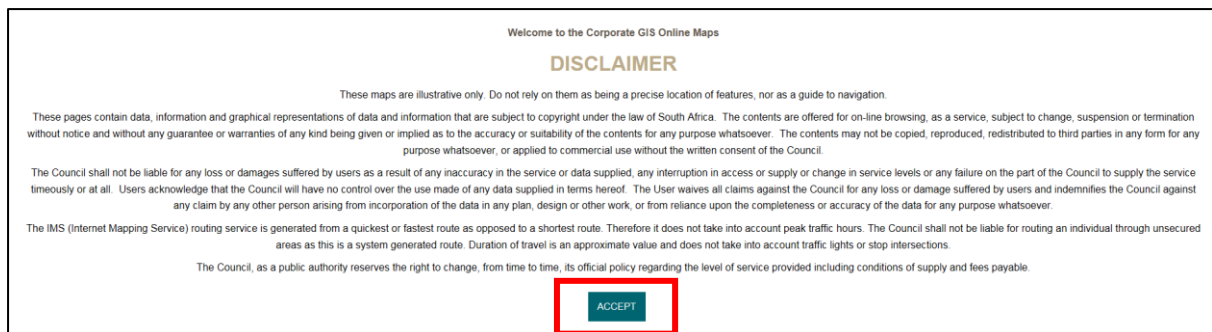 Welcome to the Corporate GIS Online Maps
DISCLAIMER
These maps are illustrative only. Do not rely on them as being a precise location of features, nor as a guide to navigation.
These pages contain data, information and graphical representations of data and information that are subject to copyright under the law of South Africa. The contents are offered for on-line browsing, as a service, subject to change, suspension or termination
without notice and without any guarantee or warranties of any kind being given or implied as to the accuracy or suitability of the contents for any purpose whatsoever. The contents may not be copied, reproduced, redistributed to third parties in any form for any
purpose whatsoever, or applied to commercial use without the written consent of the Council.
The Council shall not be liable for any loss or damages suffered by users as a result of any inaccuracy in the service or data supplied, any interruption in access or supply or change in service levels or any failure on the part of the Council to supply the service
timeously or at all. Users acknowledge that the Council will have no control over the use made of any data supplied in terms hereof. The User waives all claims against the Council for any loss or damage suffered by users and indemnifies the Council against
any claim by any other person arising from incorporation of the data in any plan, design or other work, or from reliance upon the completeness or accuracy of the data for any purpose whatsoever.
The IMS (Internet Mapping Service) routing service is generated from a quickest or fastest route as opposed to a shortest route. Therefore it does not take into account peak traffic hours. The Council shall not be liable for routing an individual through unsecured
areas as this is a system generated route. Duration of travel is an approximate value and does not take into account traffic lights or stop intersections.
The Council, as a public authority reserves the right to change, from time to time, its official policy regarding the level of service provided including conditions of supply and fees payable.
ACCEPT